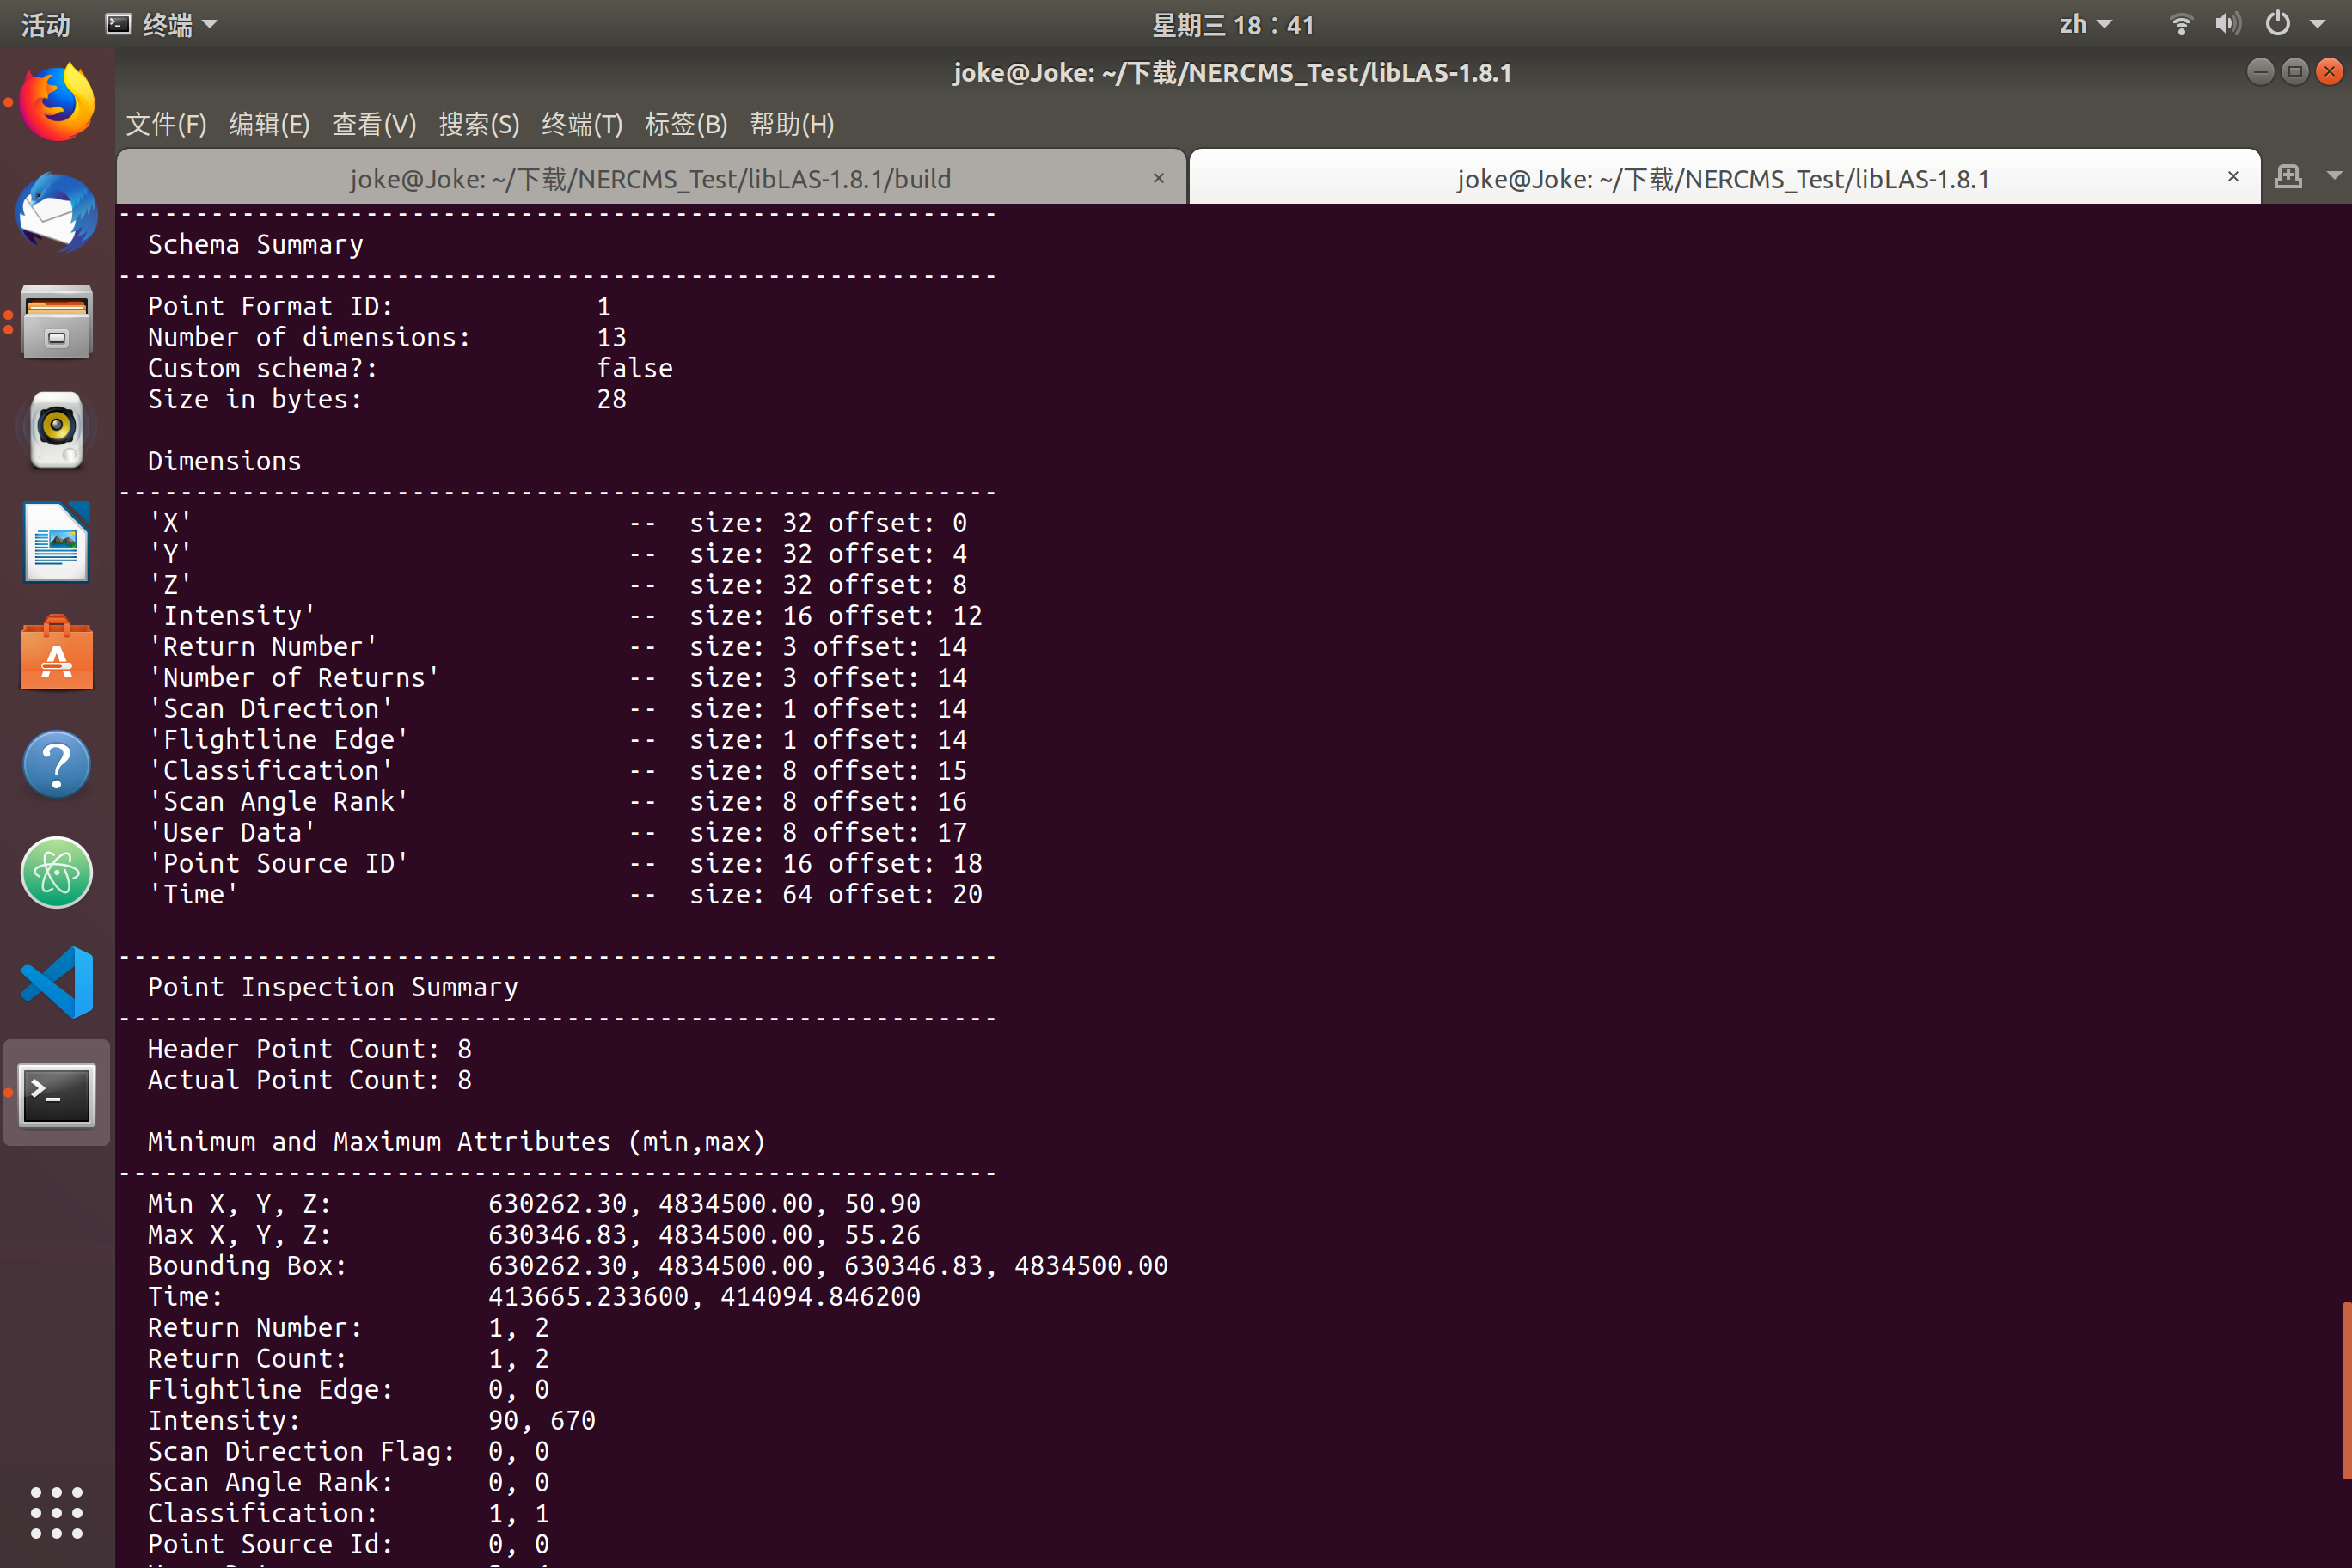 活动 终端 星期三 18：41 zh
joke@Joke: ~/下载/NERCMS_Test/libLAS-1.8.1
文件(F) 编辑(E) 查看(V) 搜索(S) 终端(T) 标签(B) 帮助(H)
joke@Joke: ~/下载/NERCMS_Test/libLAS-1.8.1/build × joke@Joke: ~/下载/NERCMS_Test/libLAS-1.8.1 ×
---------------------------------------------------------
Schema Summary
---------------------------------------------------------
Point Format ID: 1
Number of dimensions: 13
Custom schema?: false
Size in bytes: 28
Dimensions
---------------------------------------------------------
'X' -- size: 32 offset: 0
'Y' -- size: 32 offset: 4
'Z' -- size: 32 offset: 8
'Intensity' -- size: 16 offset: 12
'Return Number' -- size: 3 offset: 14
'Number of Returns' -- size: 3 offset: 14
'Scan Direction' -- size: 1 offset: 14
'Flightline Edge' -- size: 1 offset: 14
'Classification' -- size: 8 offset: 15
'Scan Angle Rank' -- size: 8 offset: 16
'User Data' -- size: 8 offset: 17
'Point Source ID' -- size: 16 offset: 18
'Time' -- size: 64 offset: 20
---------------------------------------------------------
Point Inspection Summary
---------------------------------------------------------
Header Point Count: 8
Actual Point Count: 8
Minimum and Maximum Attributes (min,max)
---------------------------------------------------------
Min X, Y, Z: 630262.30, 4834500.00, 50.90
Max X, Y, Z: 630346.83, 4834500.00, 55.26
Bounding Box: 630262.30, 4834500.00, 630346.83, 4834500.00
Time: 413665.233600, 414094.846200
Return Number: 1, 2
Return Count: 1, 2
Flightline Edge: 0, 0
Intensity: 90, 670
Scan Direction Flag: 0, 0
Scan Angle Rank: 0, 0
Classification: 1, 1
Point Source Id: 0, 0